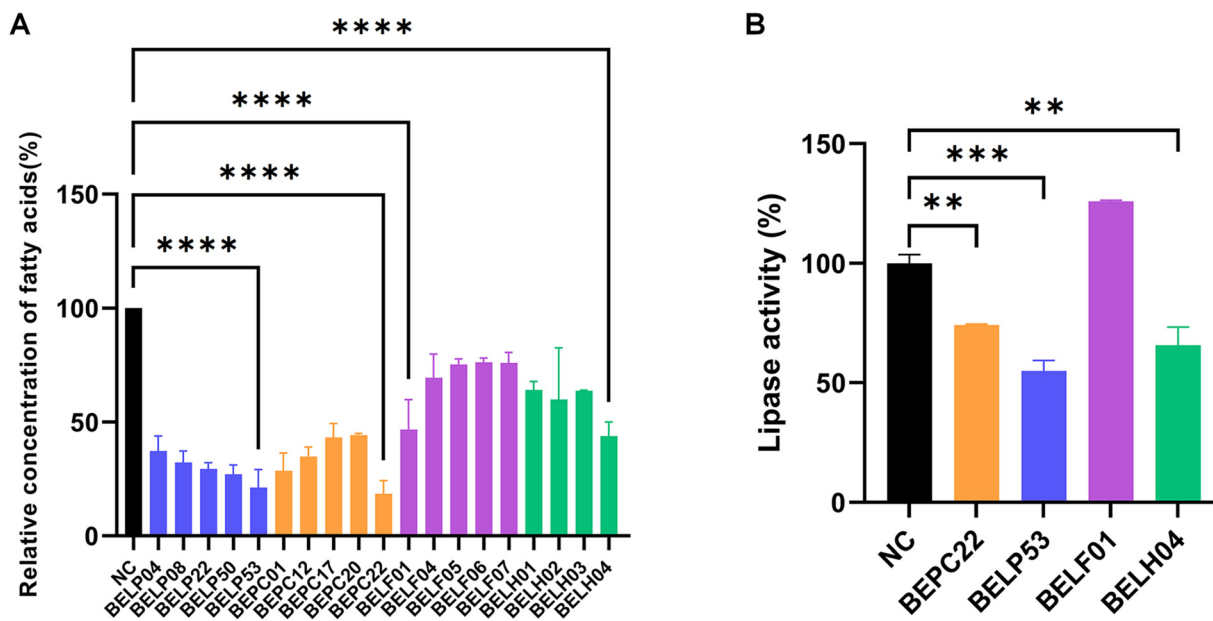 A
Relative concentration of fatty acids(%)
150
100
50
0
****
****
****
****
NC
BELP04
BELP08
BELP22
BELP50
BELP53
BEPC01
BEPC12
BEPC17
BEPC20
BEPC22
BELF01
BELF04
BELF05
BELF06
BELF07
BELH01
BELH02
BELH03
BELH04
B
Lipase activity (%)
150
100
50
0
**
***
**
NC
BEPC22
BELP53
BELF01
BELH04